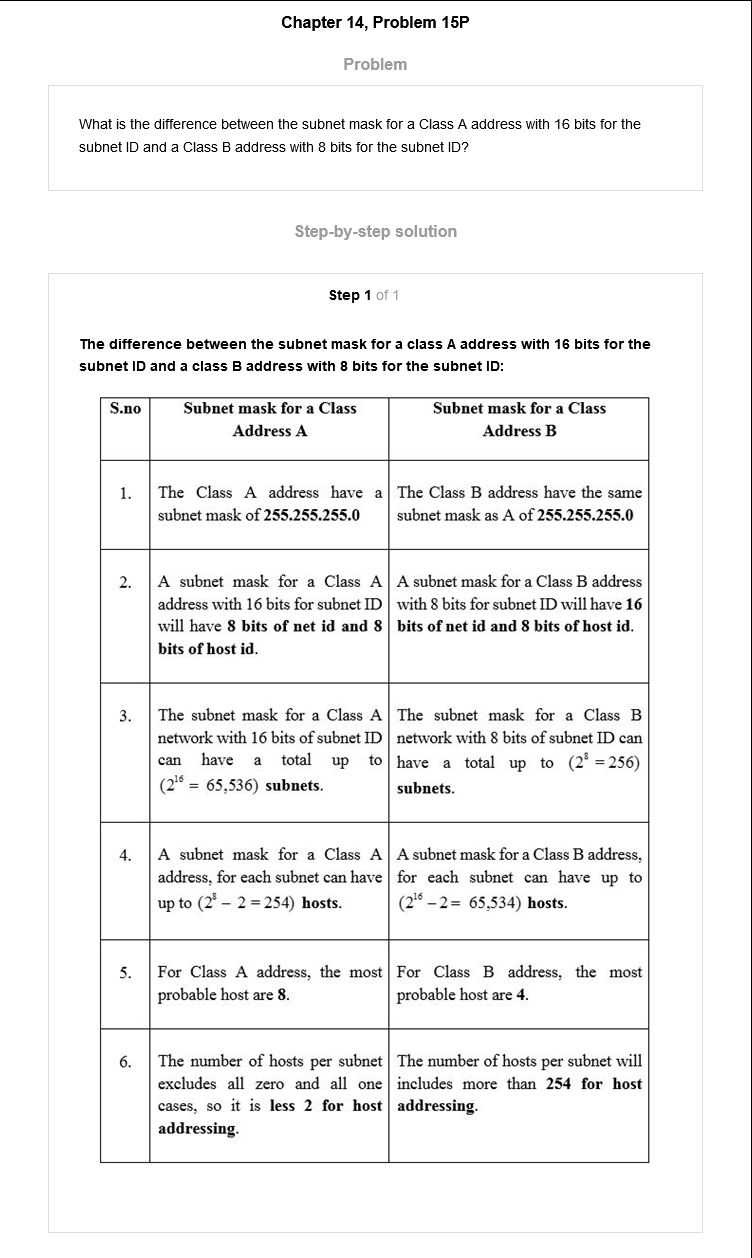 Chapter 14, Problem 15P
Problem
What is the difference between the subnet mask for a Class A address with 16 bits for the
subnet ID and a Class B address with 8 bits for the subnet ID?
Step-by-step solution
Step 1 of 1
The difference between the subnet mask for a class A address with 16 bits for the
subnet ID and a class B address with 8 bits for the subnet ID:
S.no
Subnet mask for a Class
Address A
Subnet mask for a Class
Address B
1.
The Class A address have a
subnet mask of 255.255.255.0
The Class B address have the same
subnet mask as A of 255.255.255.0
2.
A subnet mask for a Class A
address with 16 bits for subnet ID
will have 8 bits of net id and 8
bits of host id.
A subnet mask for a Class B address
with 8 bits for subnet ID will have 16
bits of net id and 8 bits of host id.
3.
The subnet mask for a Class A
network with 16 bits of subnet ID
can have a total up to
(2¹⁶ = 65,536) subnets.
The subnet mask for a Class B
network with 8 bits of subnet ID can
have a total up to (2⁸ = 256)
subnets.
4.
A subnet mask for a Class A
address, for each subnet can have
up to (2⁸ – 2 = 254) hosts.
A subnet mask for a Class B address,
for each subnet can have up to
(2¹⁶ – 2 = 65,534) hosts.
5.
For Class A address, the most
probable host are 8.
For Class B address, the most
probable host are 4.
6.
The number of hosts per subnet
excludes all zero and all one
cases, so it is less 2 for host
addressing.
The number of hosts per subnet will
includes more than 254 for host
addressing.